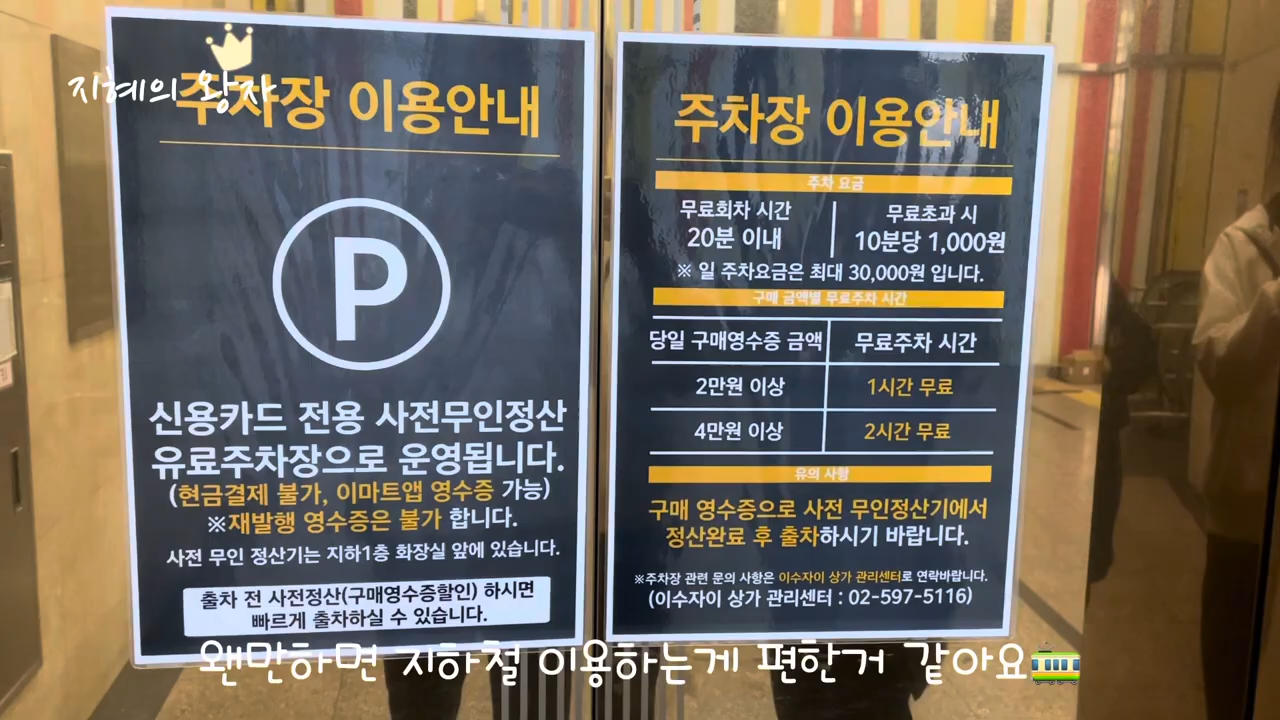 지혜의 왕자
주차장 이용안내
P
신용카드 전용 사전무인정산
유료주차장으로 운영됩니다.
(현금결제 불가, 이마트앱 영수증 가능)
※재발행 영수증은 불가 합니다.
사전 무인 정산기는 지하1층 화장실 앞에 있습니다.
출차 전 사전정산(구매영수증할인) 하시면
빠르게 출차하실 수 있습니다.
주차장 이용안내
주차 요금
무료회차 시간
20분 이내
무료초과 시
10분당 1,000원
※ 일 주차요금은 최대 30,000원 입니다.
구매 금액별 무료주차 시간
당일 구매영수증 금액 무료주차 시간
2만원 이상 1시간 무료
4만원 이상 2시간 무료
유의 사항
구매 영수증으로 사전 무인정산기에서
정산완료 후 출차하시기 바랍니다.
※주차장 관련 문의 사항은 이수자이 상가 관리센터로 연락바랍니다.
(이수자이 상가 관리센터 : 02-597-5116)
왠만하면 지하철 이용하는게 편한거 같아요